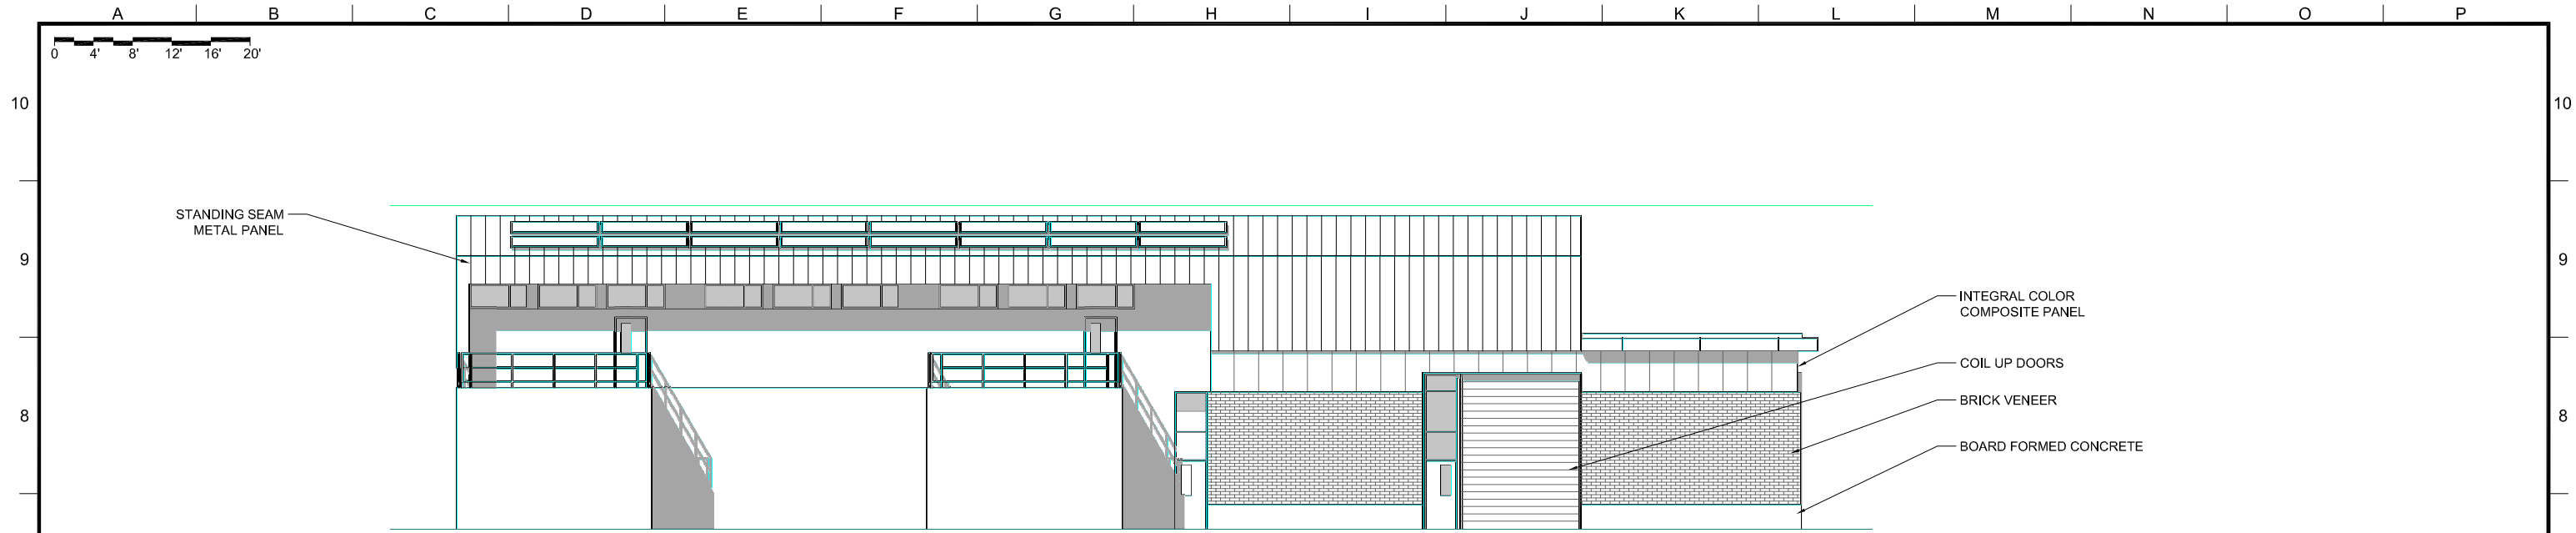 A B C D E F G H I J K L M N O P
0 4' 8' 12' 16' 20'
10 10
STANDING SEAM
METAL PANEL
9 9
INTEGRAL COLOR
COMPOSITE PANEL
COIL UP DOORS
BRICK VENEER
8 8
BOARD FORMED CONCRETE